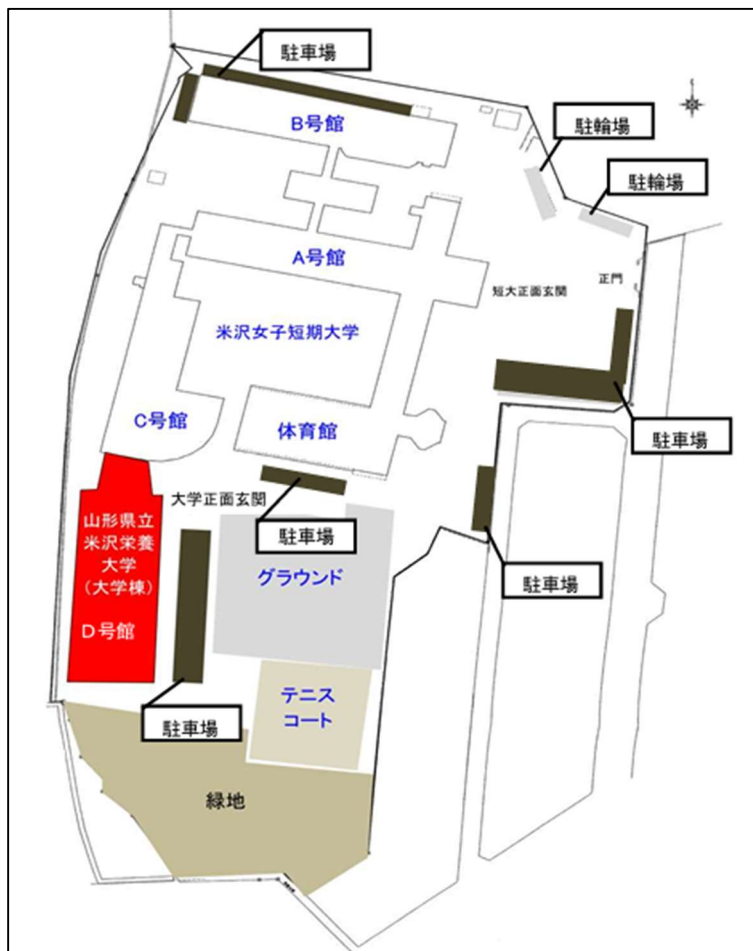 駐車場
B号館
駐輪場
駐輪場
A号館
短大正面玄関
正門
米沢女子短期大学
C号館
体育館
駐車場
大学正面玄関
山形県立
米沢栄養
大学
(大学棟)
D号館
駐車場
グラウンド
駐車場
テニス
コート
駐車場
緑地